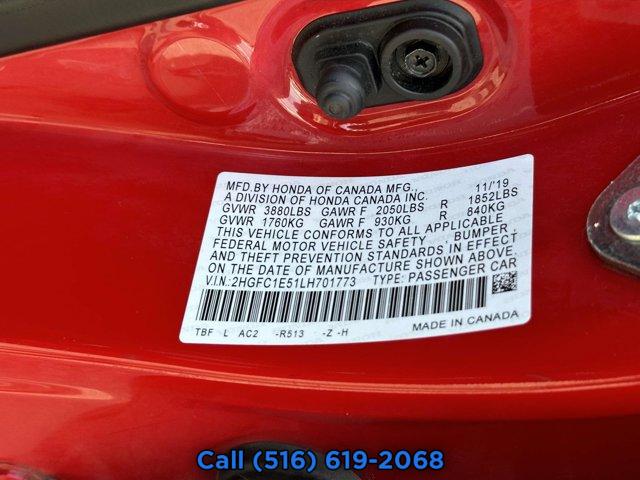 MFD.BY HONDA OF CANADA MFG., 11/'19
A DIVISION OF HONDA CANADA INC.
GVWR 3880LBS GAWR F 2050LBS R 1852LBS
GVWR 1760KG GAWR F 930KG R 840KG
THIS VEHICLE CONFORMS TO ALL APPLICABLE
FEDERAL MOTOR VEHICLE SAFETY , BUMPER ,
AND THEFT PREVENTION STANDARDS IN EFFECT
ON THE DATE OF MANUFACTURE SHOWN ABOVE.
V.I.N.:2HGFC1E51LH701773 TYPE: PASSENGER CAR
TBF L AC2 -R513 -Z -H MADE IN CANADA
Call (516) 619-2068